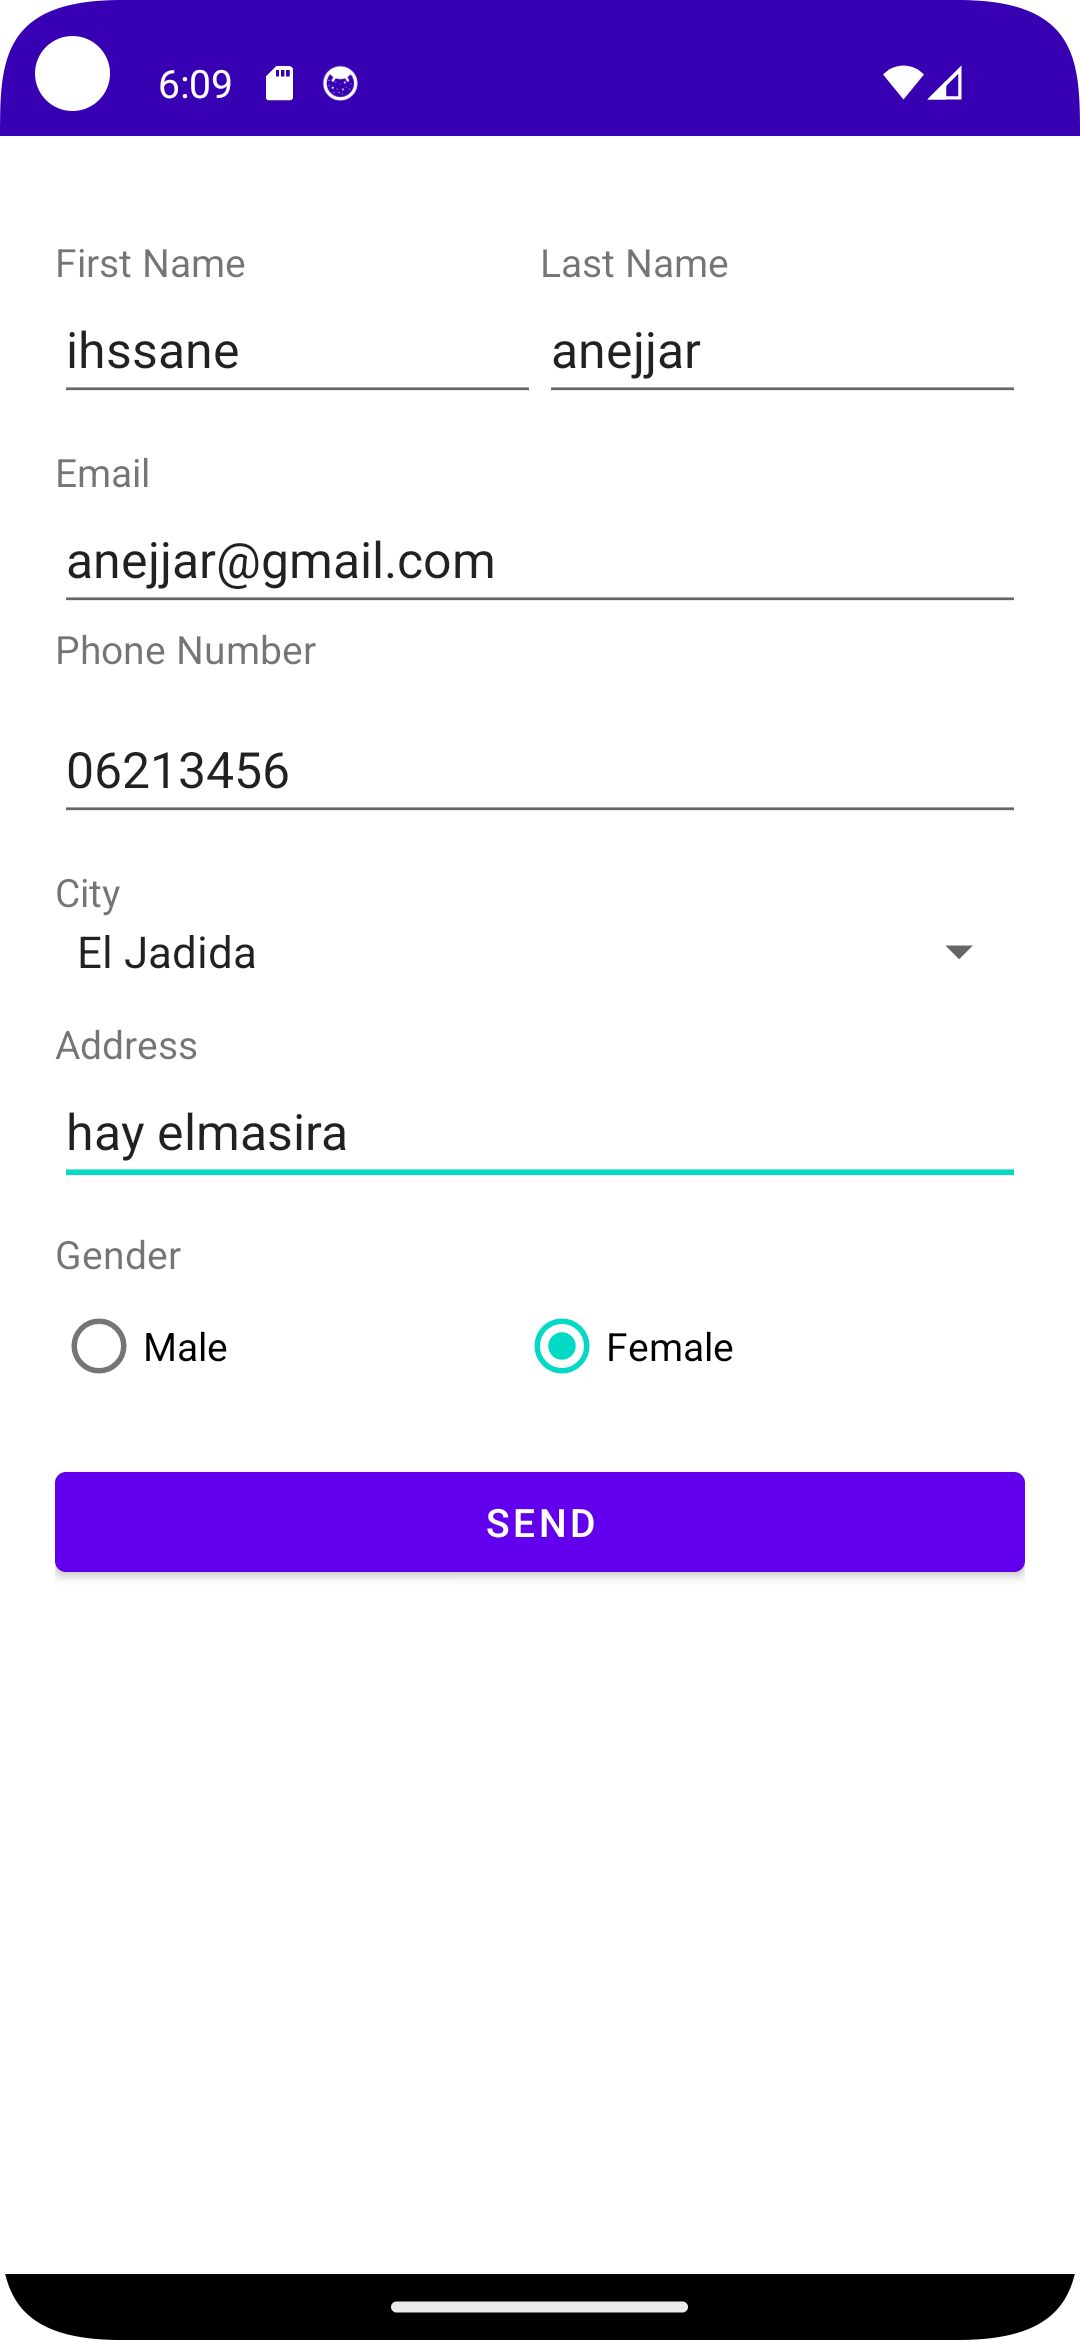 6:09
First Name Last Name
ihssane anejjar
Email
anejjar@gmail.com
Phone Number
06213456
City
El Jadida
Address
hay elmasira
Gender
Male Female
SEND